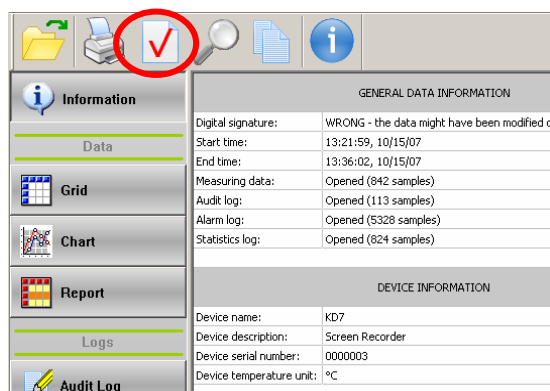 Information
Data
Grid
Chart
Report
Logs
Audit Log
GENERAL DATA INFORMATION
Digital signature: WRONG - the data might have been modified
Start time: 13:21:59, 10/15/07
End time: 13:36:02, 10/15/07
Measuring data: Opened (842 samples)
Audit log: Opened (113 samples)
Alarm log: Opened (5328 samples)
Statistics log: Opened (824 samples)
DEVICE INFORMATION
Device name: KD7
Device description: Screen Recorder
Device serial number: 0000003
Device temperature unit: °C